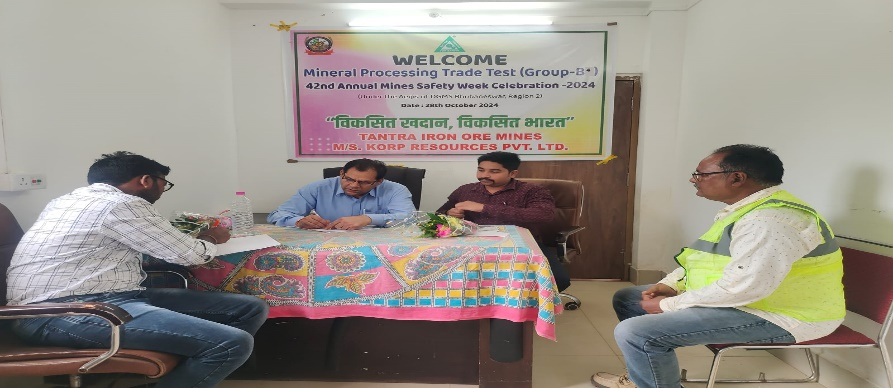 WELCOME
Mineral Processing Trade Test (Group-B*)
42nd Annual Mines Safety Week Celebration -2024
(Under the Aegis of DGMS Bhubaneswar Region 2)
Date : 28th October 2024
“विकसित खदान, विकसित भारत”
TANTRA IRON ORE MINES
M/S. KORP RESOURCES PVT. LTD.